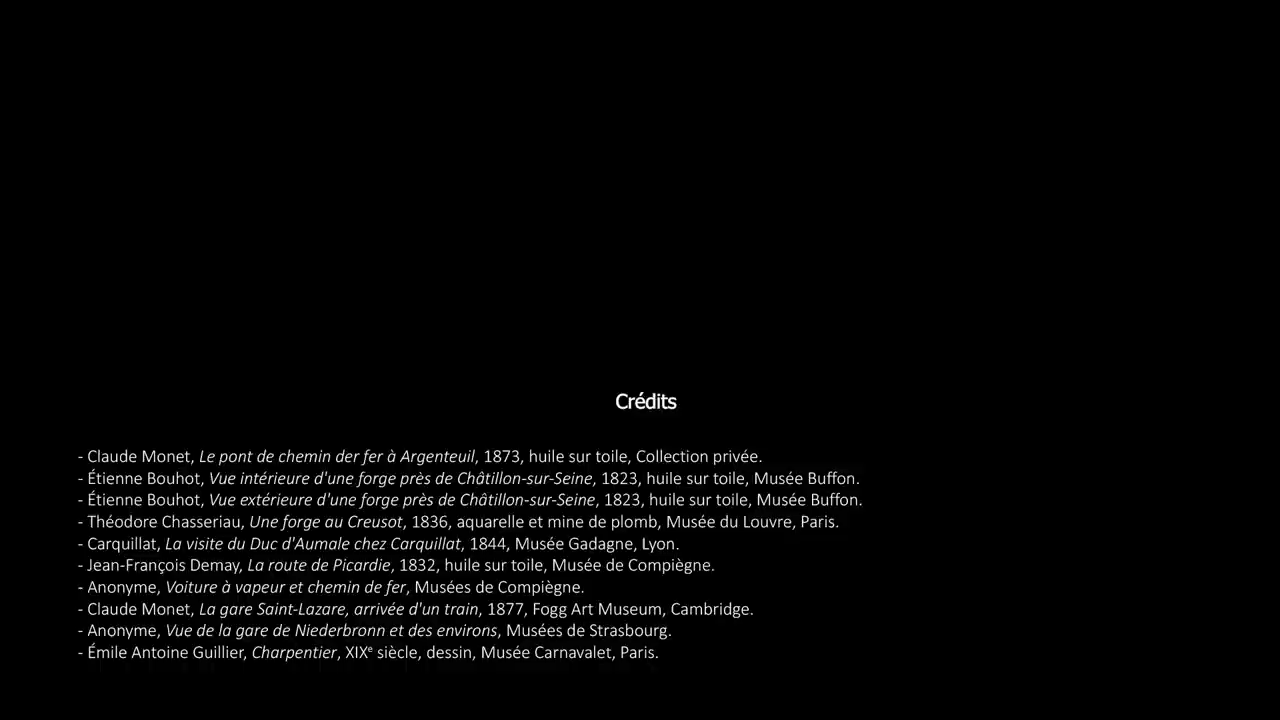 Crédits
- Claude Monet, Le pont de chemin der fer à Argenteuil, 1873, huile sur toile, Collection privée.
- Étienne Bouhot, Vue intérieure d'une forge près de Châtillon-sur-Seine, 1823, huile sur toile, Musée Buffon.
- Étienne Bouhot, Vue extérieure d'une forge près de Châtillon-sur-Seine, 1823, huile sur toile, Musée Buffon.
- Théodore Chasseriau, Une forge au Creusot, 1836, aquarelle et mine de plomb, Musée du Louvre, Paris.
- Carquillat, La visite du Duc d'Aumale chez Carquillat, 1844, Musée Gadagne, Lyon.
- Jean-François Demay, La route de Picardie, 1832, huile sur toile, Musée de Compiègne.
- Anonyme, Voiture à vapeur et chemin de fer, Musées de Compiègne.
- Claude Monet, La gare Saint-Lazare, arrivée d'un train, 1877, Fogg Art Museum, Cambridge.
- Anonyme, Vue de la gare de Niederbronn et des environs, Musées de Strasbourg.
- Émile Antoine Guillier, Charpentier, XIXe siècle, dessin, Musée Carnavalet, Paris.